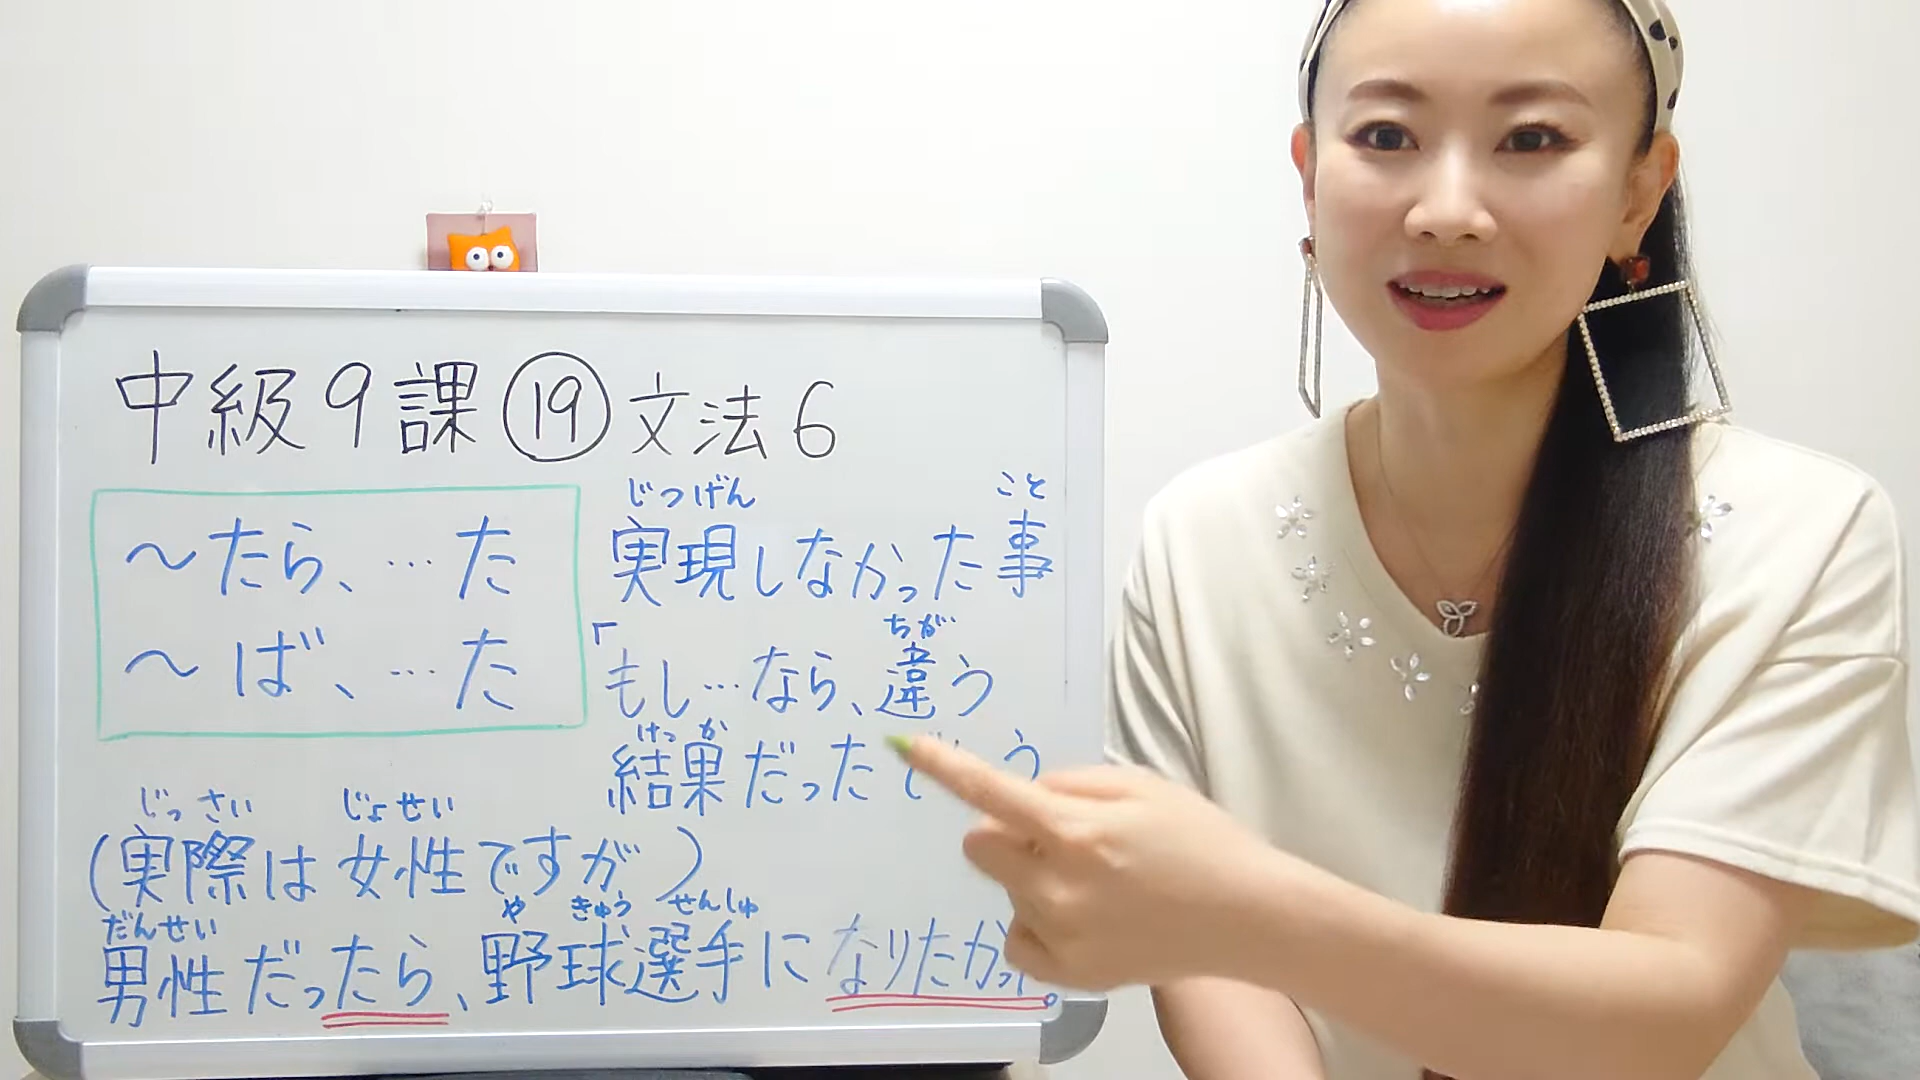 中級9課⑲文法6
～たら、…た
～ば、…た
じつげん こと
実現しなかった事
ちが
「もし…なら、違う
けっか
結果だった う
じっさい じょせい
(実際は女性ですが)
だんせい や きゅう せんしゅ
男性だったら、野球選手になりたかった。